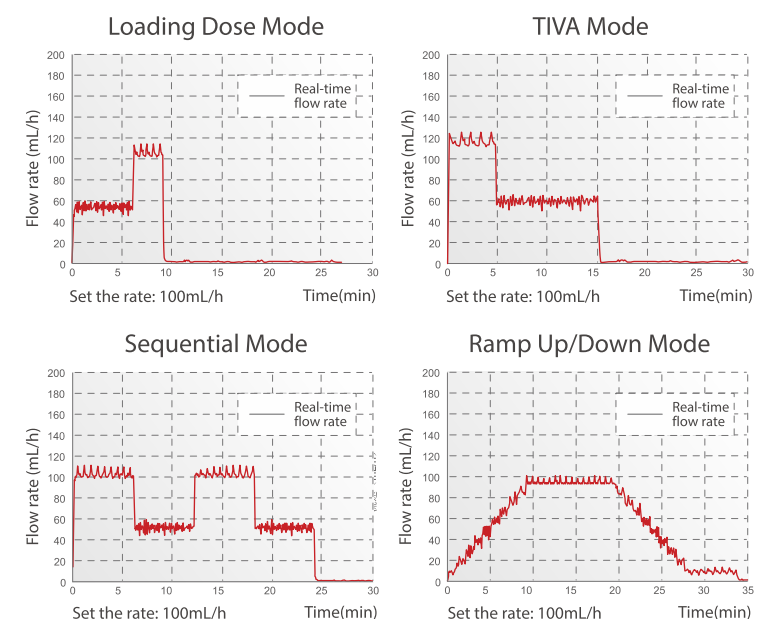 Loading Dose Mode
200
180
160
140
120
100
80
60
40
20
0
Flow rate (mL/h)
Real-time
flow rate
0 5 10 15 20 25 30
Set the rate: 100mL/h Time(min)
TIVA Mode
200
180
160
140
120
100
80
60
40
20
0
Flow rate (mL/h)
Real-time
flow rate
0 5 10 15 20 25 30
Set the rate: 100mL/h Time(min)
Sequential Mode
200
180
160
140
120
100
80
60
40
20
0
Flow rate (mL/h)
Real-time
flow rate
0 5 10 15 20 25 30
Set the rate: 100mL/h Time(min)
Ramp Up/Down Mode
200
180
160
140
120
100
80
60
40
20
0
Flow rate (mL/h)
Real-time
flow rate
0 5 10 15 20 25 30 35
Set the rate: 100mL/h Time(min)